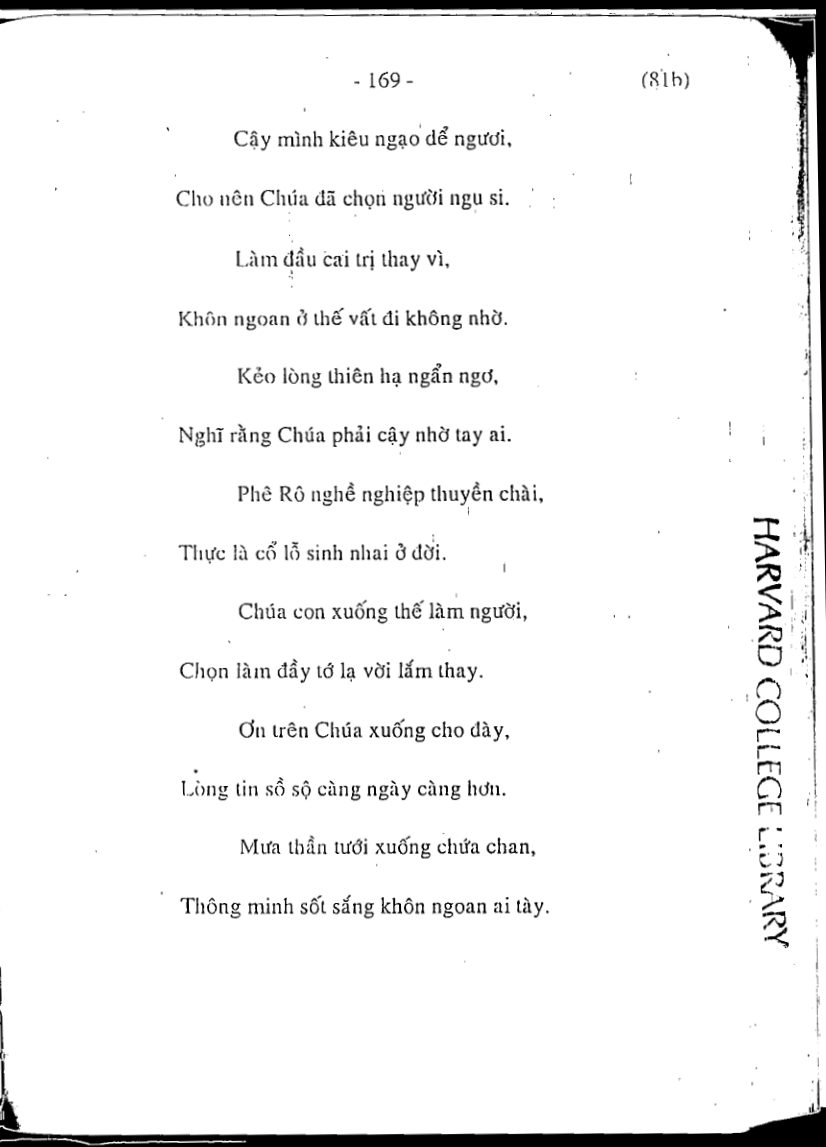 - 169 - (81b)
Cậy mình kiêu ngạo dể ngươi,
Cho nên Chúa đã chọn người ngu si.
Làm đầu cai trị thay vì,
Khôn ngoan ở thế vất đi không nhờ.
Kẻo lòng thiên hạ ngẩn ngơ,
Nghĩ rằng Chúa phải cậy nhờ tay ai.
Phê Rô nghề nghiệp thuyền chài,
Thực là cổ lỗ sinh nhai ở đời.
Chúa con xuống thế làm người,
Chọn làm đầy tớ lạ vời lắm thay.
Ơn trên Chúa xuống cho dày,
Lòng tin sồ sộ càng ngày càng hơn.
Mưa thần tưới xuống chứa chan,
Thông minh sốt sắng khôn ngoan ai tày.
HARVARD COLLEGE LIBRARY